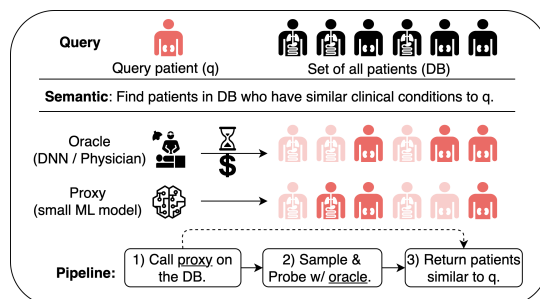 Query
Query patient (q)
Set of all patients (DB)
Semantic: Find patients in DB who have similar clinical conditions to q.
Oracle
(DNN / Physician)
$
Proxy
(small ML model)
Pipeline:
1) Call proxy on
the DB.
2) Sample &
Probe w/ oracle.
3) Return patients
similar to q.